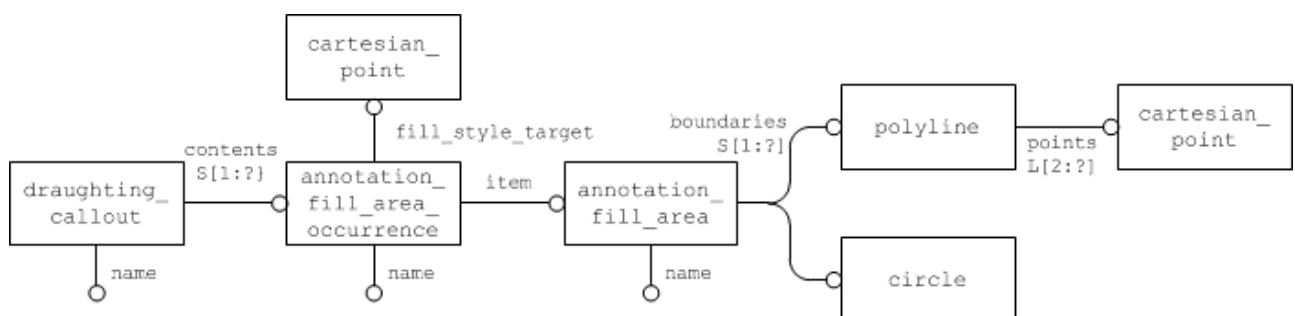 cartesian_
point
fill_style_target
contents
S[1:?]
draughting_
callout
name
annotation_
fill_area_
occurrence
name
item
annotation_
fill_area
name
boundaries
S[1:?]
polyline
points
L[2:?]
cartesian_
point
circle